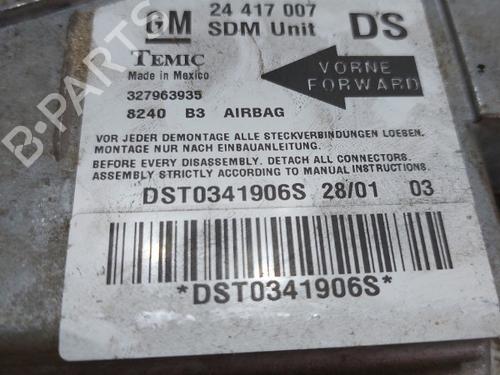 GM 24 417 007 DS
SDM Unit
TEMIC
Made in Mexico
VORNE
FORWARD
327963935
8240 B3 AIRBAG
VOR JEDER DEMONTAGE ALLE STECKVERBINDUNGEN LOESEN.
MONTAGE NUR NACH EINBAUANLEITUNG.
BEFORE EVERY DISASSEMBLY. DETACH ALL CONNECTORS.
ASSEMBLY STRICTLY ACCORDING TO MANUAL INSTRUCTIONS.
DST0341906S 28/01 03
*DST0341906S*
B-PARTS